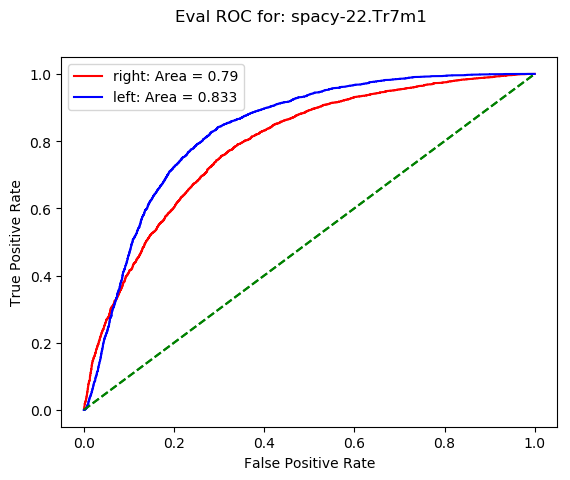 Eval ROC for: spacy-22.Tr7m1
right: Area = 0.79
left: Area = 0.833
1.0
0.8
0.6
0.4
0.2
0.0
True Positive Rate
0.0 0.2 0.4 0.6 0.8 1.0
False Positive Rate